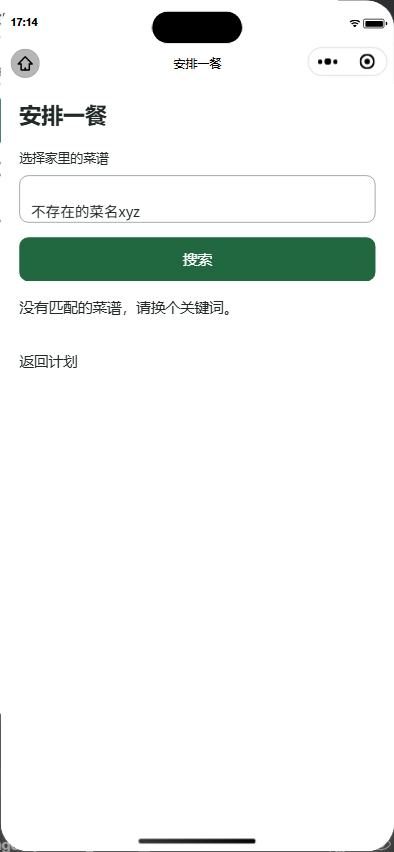 17:14
安排一餐
安排一餐
选择家里的菜谱
不存在的菜名xyz
搜索
没有匹配的菜谱，请换个关键词。
返回计划